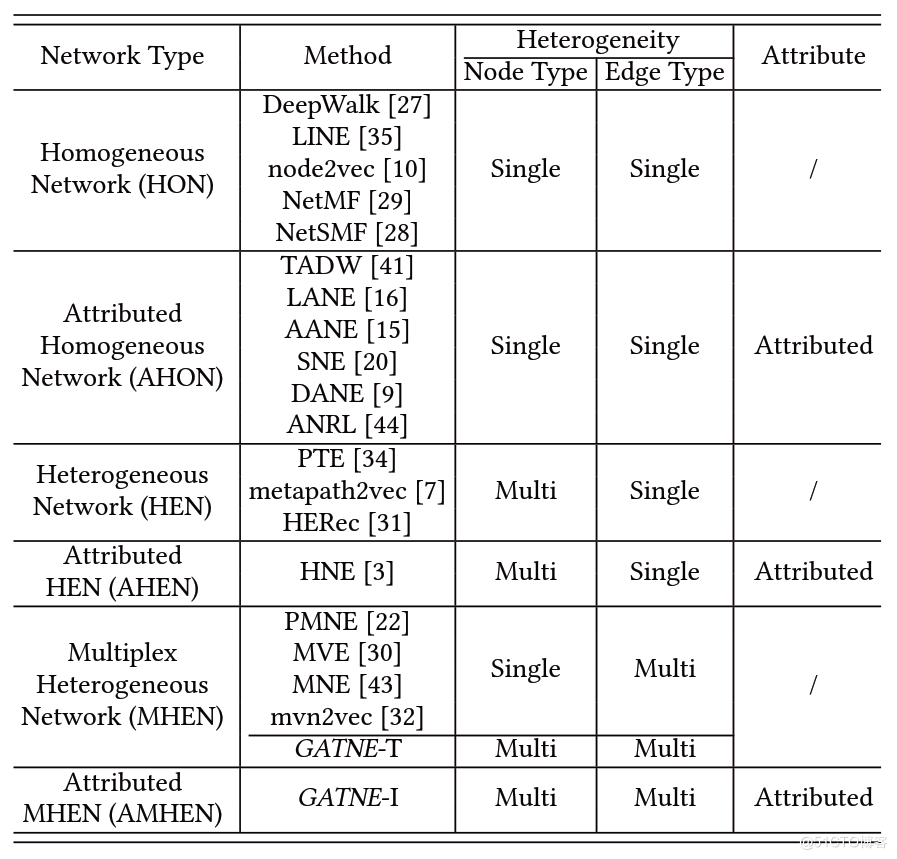 Network Type Method Heterogeneity Attribute
Node Type Edge Type
Homogeneous
Network (HON)
DeepWalk [27]
LINE [35]
node2vec [10]
NetMF [29]
NetSMF [28]
Single Single /
Attributed
Homogeneous
Network (AHON)
TADW [41]
LANE [16]
AANE [15]
SNE [20]
DANE [9]
ANRL [44]
Single Single Attributed
Heterogeneous
Network (HEN)
PTE [34]
metapath2vec [7]
HERec [31]
Multi Single /
Attributed
HEN (AHEN)
HNE [3] Multi Single Attributed
Multiplex
Heterogeneous
Network (MHEN)
PMNE [22]
MVE [30]
MNE [43]
mvn2vec [32]
Single Multi /
GATNE-T Multi Multi
Attributed
MHEN (AMHEN)
GATNE-I Multi Multi Attributed
@51CTO博客